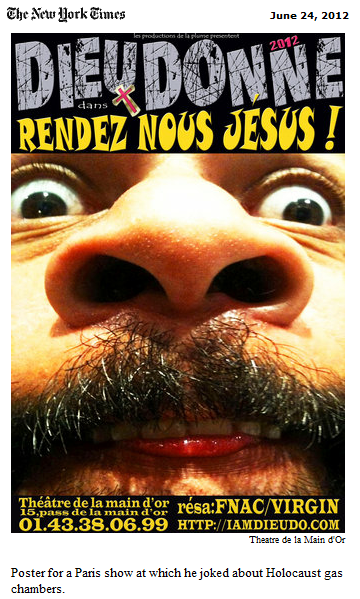 The New York Times
June 24, 2012
les productions de la plume presentent
DIEUDONNE
2012
dans
RENDEZ NOUS JÉSUS !
Théâtre de la main d'or
15,pass de la main d'or
01.43.38.06.99
résa:FNAC/VIRGIN
HTTP://IAMDIEUDO.COM
Theatre de la Main d'Or
Poster for a Paris show at which he joked about Holocaust gas
chambers.